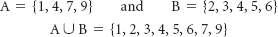 A = {1, 4, 7, 9} and B = {2, 3, 4, 5, 6}
A ∪ B = {1, 2, 3, 4, 5, 6, 7, 9}